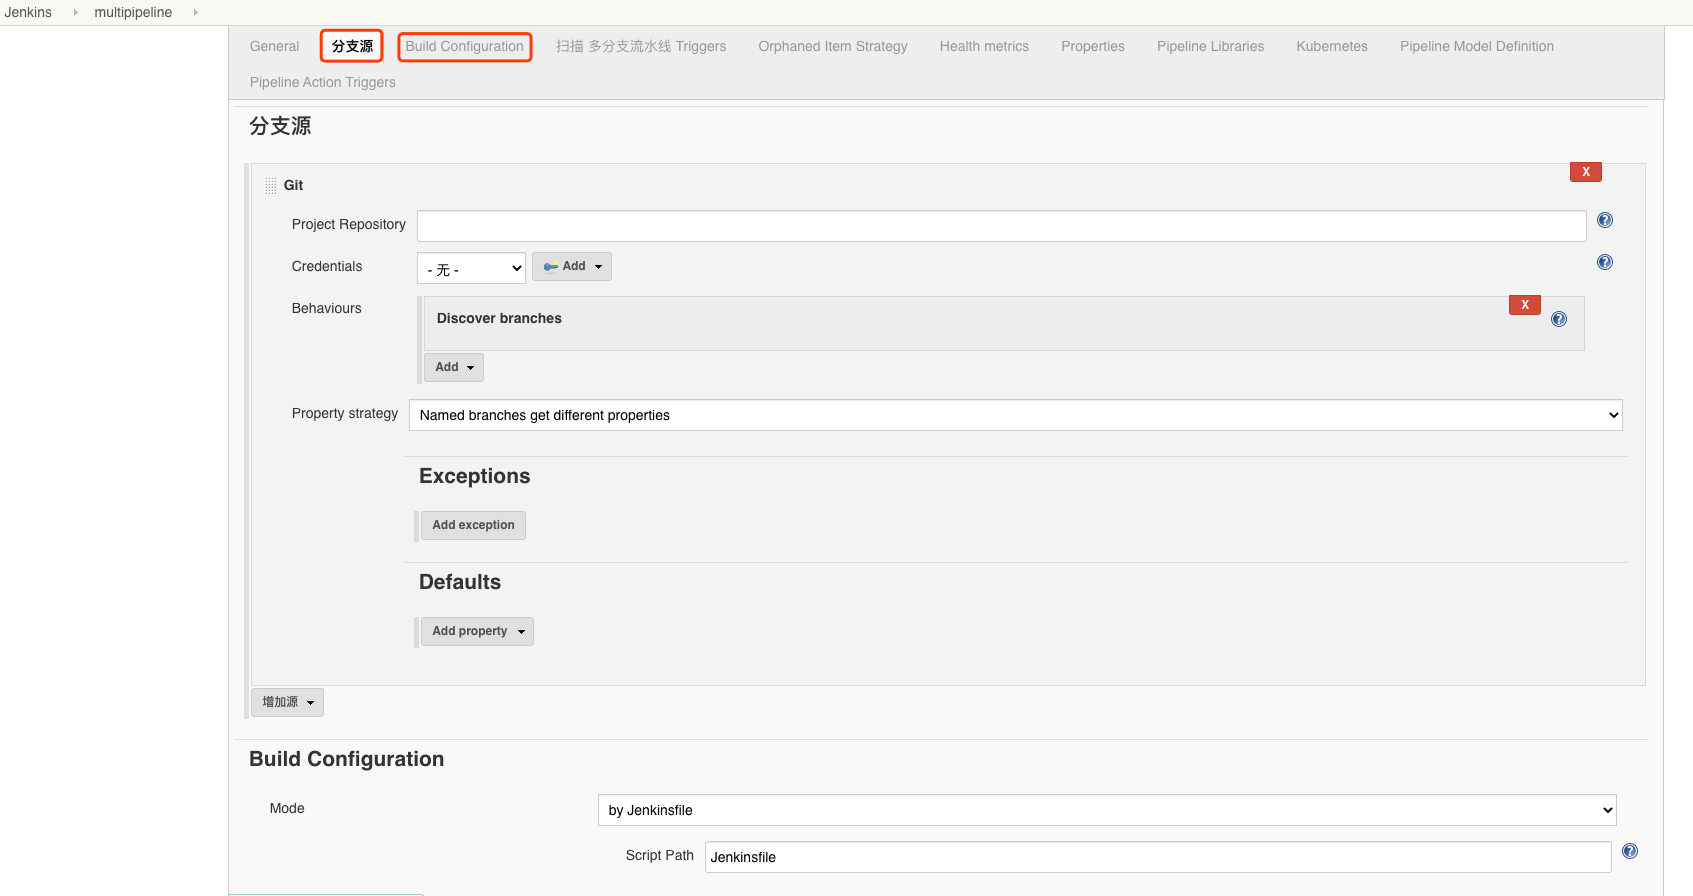 Jenkins multipipeline
General 分支源 Build Configuration 扫描 多分支流水线 Triggers Orphaned Item Strategy Health metrics Properties Pipeline Libraries Kubernetes Pipeline Model Definition
Pipeline Action Triggers
分支源
X
Git
Project Repository
Credentials - 无 - Add
Behaviours
X
Discover branches
Add
Property strategy Named branches get different properties
Exceptions
Add exception
Defaults
Add property
增加源
Build Configuration
Mode by Jenkinsfile
Script Path Jenkinsfile